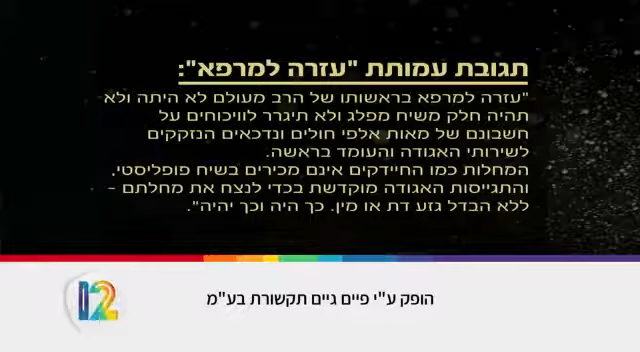 תגובת עמותת "עזרה למרפא":
"עזרה למרפא בראשותו של הרב מעולם לא היתה ולא
תהיה חלק משיח מפלג ולא תיגרר לוויכוחים על
חשבונם של מאות אלפי חולים ונדכאים הנזקקים
לשירותי האגודה והעומד בראשה.
המחלות כמו החיידקים אינם מכירים בשיח פופליסטי,
והתגייסות האגודה מוקדשת בכדי לנצח את מחלתם -
ללא הבדל גזע דת או מין. כך היה וכך יהיה".
הופק ע"י פיים גיים תקשורת בע"מ
12